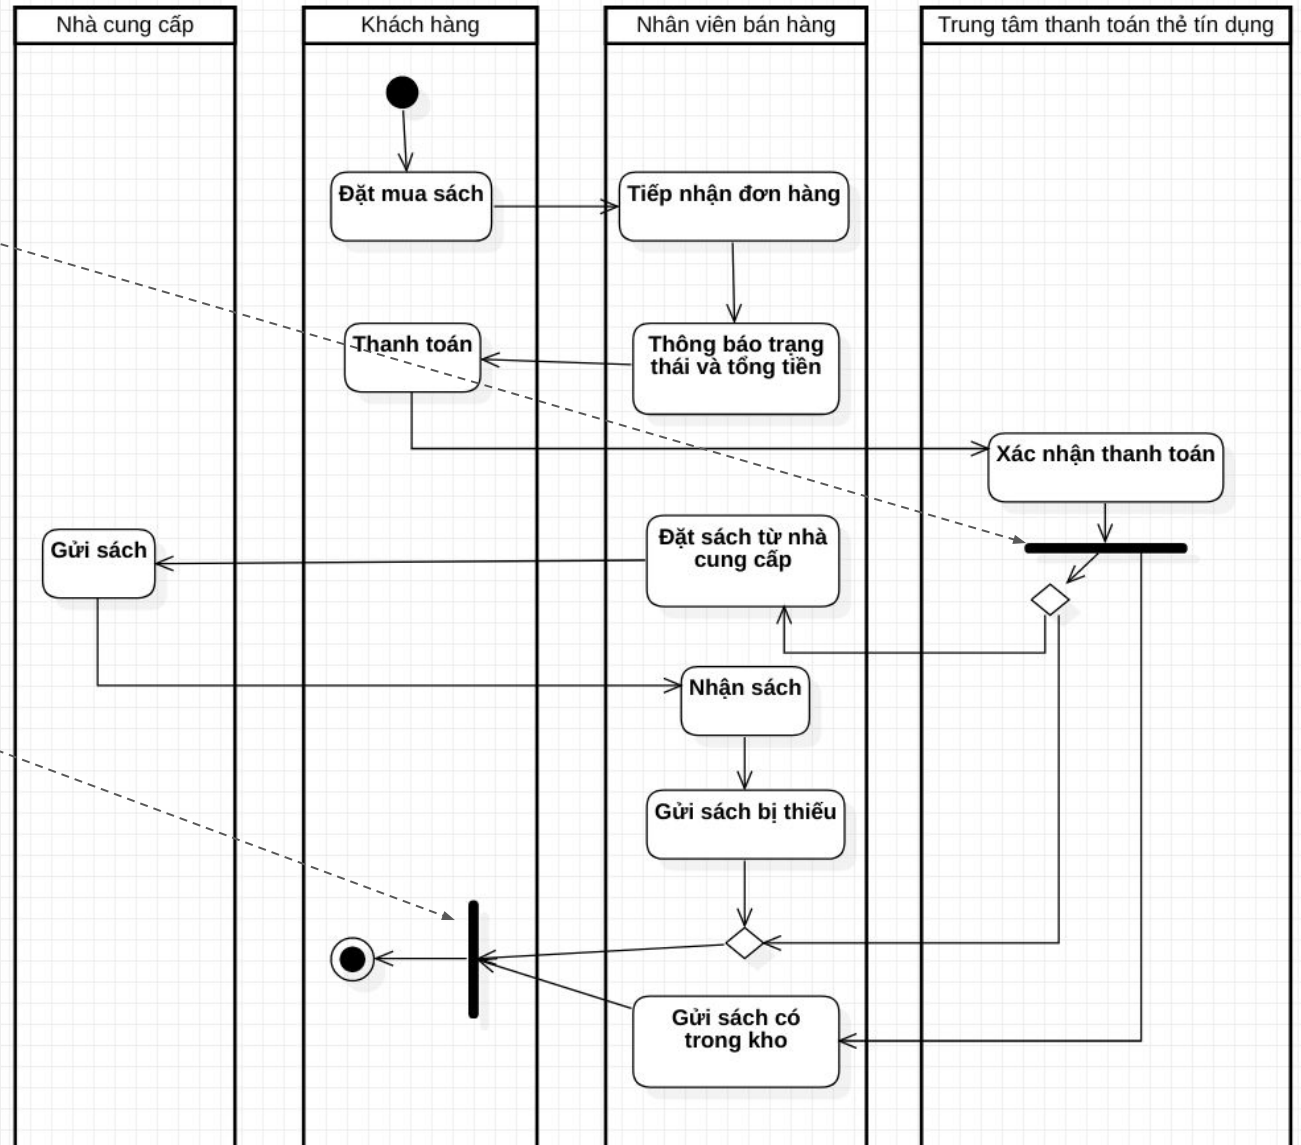 Nhà cung cấp
Khách hàng
Nhân viên bán hàng
Trung tâm thanh toán thẻ tín dụng
Đặt mua sách
Tiếp nhận đơn hàng
Thanh toán
Thông báo trạng
thái và tổng tiền
Xác nhận thanh toán
Gửi sách
Đặt sách từ nhà
cung cấp
Nhận sách
Gửi sách bị thiếu
Gửi sách có
trong kho